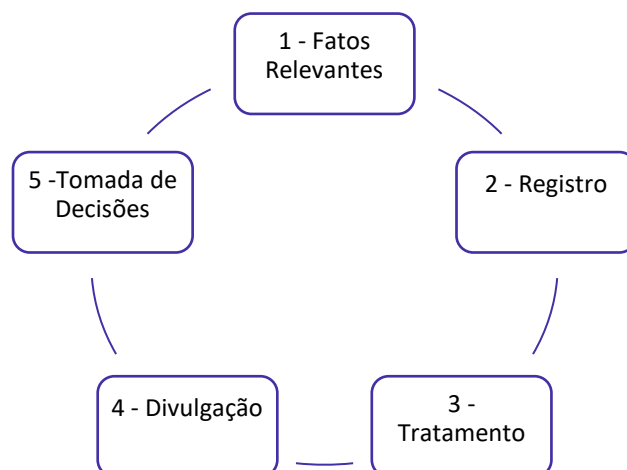 1 - Fatos
Relevantes
2 - Registro
3 -
Tratamento
4 - Divulgação
5 -Tomada de
Decisões